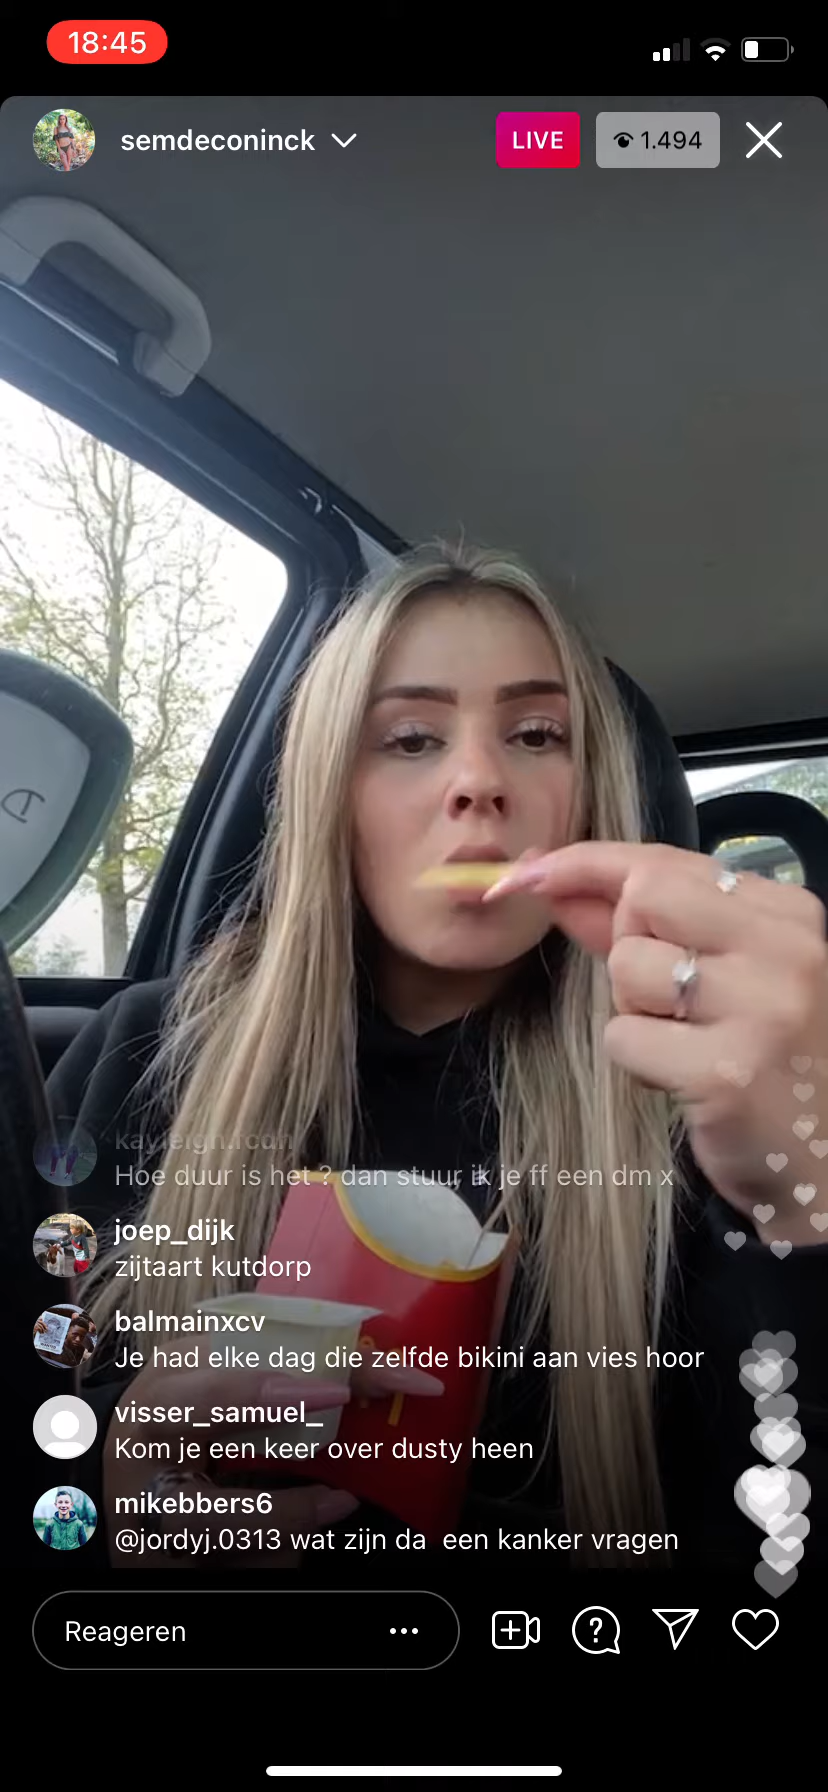 18:45
semdeconinck
LIVE
1.494
kayleigh.fcdn
Hoe duur is het ? dan stuur ik je ff een dm x
joep_dijk
zijtaart kutdorp
balmainxcv
Je had elke dag die zelfde bikini aan vies hoor
visser_samuel_
Kom je een keer over dusty heen
mikebbers6
@jordyj.0313 wat zijn da  een kanker vragen
Reageren